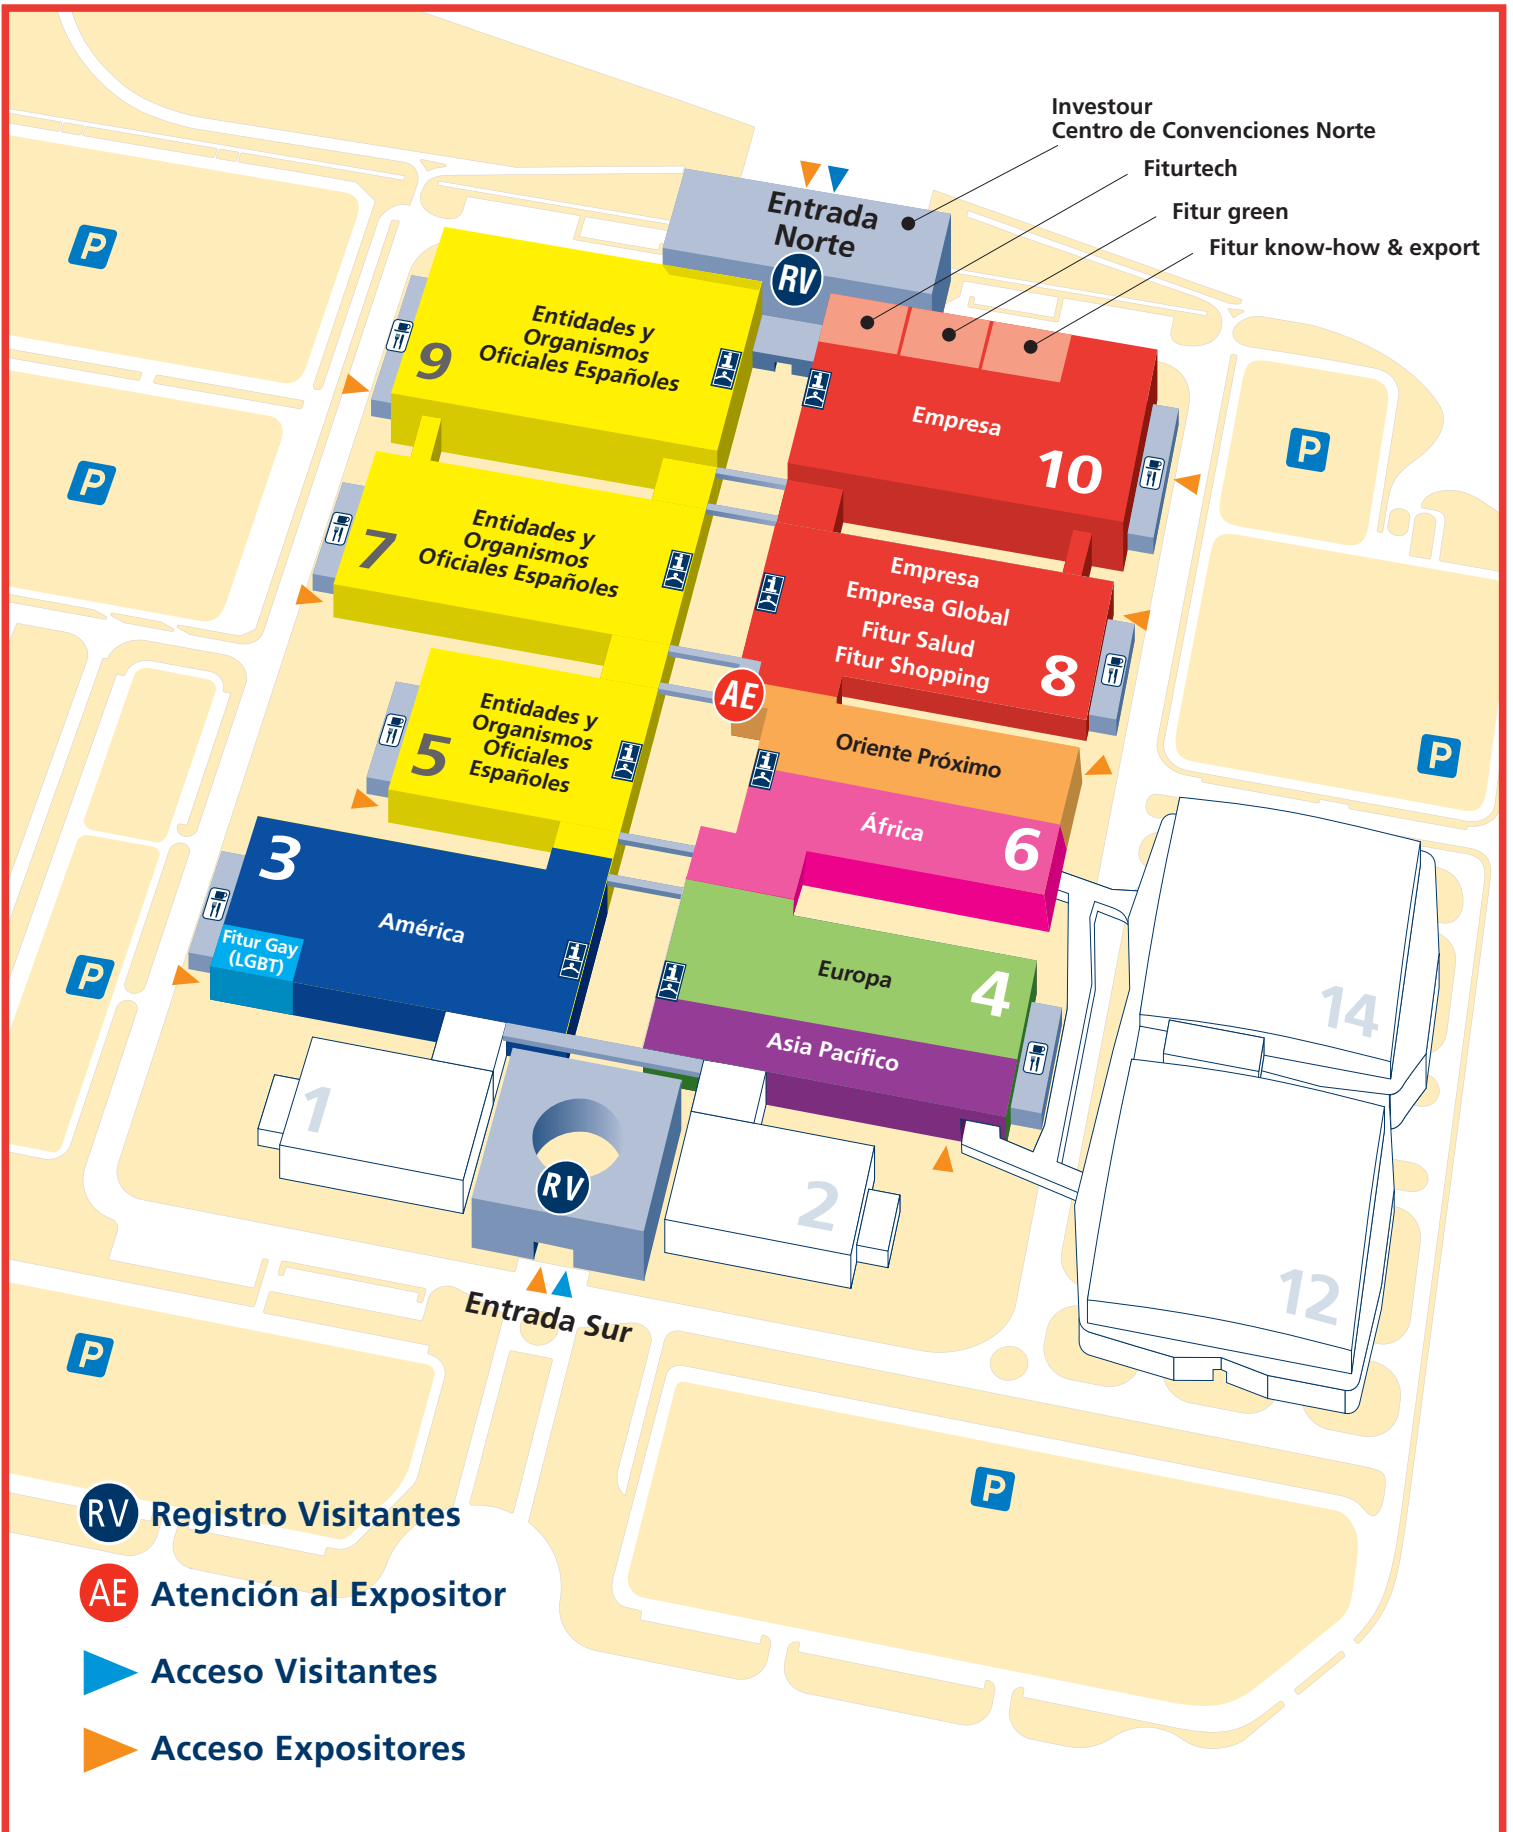 Investour
Centro de Convenciones Norte
Fiturtech
Fitur green
Fitur know-how & export
Entrada
Norte
RV
Entidades y
Organismos
Oficiales Españoles
9
i
i
Empresa
10
Entidades y
Organismos
Oficiales Españoles
7
i
i
Empresa
Empresa Global
Fitur Salud
Fitur Shopping
8
AE
Entidades y
Organismos
Oficiales
Españoles
5
i
i
Oriente Próximo
África
6
3
América
Fitur Gay
(LGBT)
i
i
Europa
4
Asia Pacífico
1
RV
2
14
12
Entrada Sur
P
P
P
P
P
P
P
P
RV Registro Visitantes
AE Atención al Expositor
Acceso Visitantes
Acceso Expositores